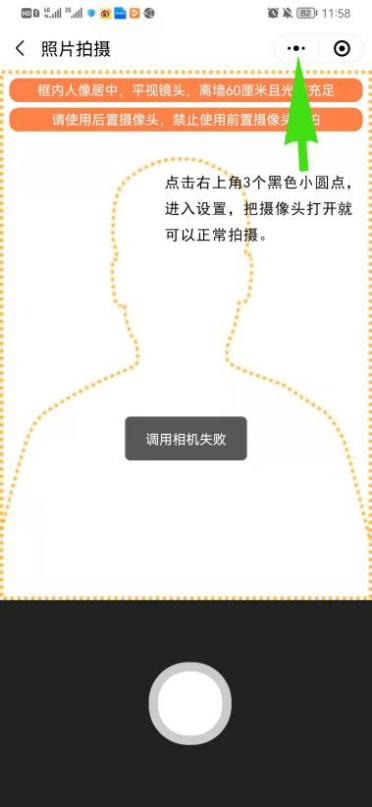 11:58
照片拍摄
框内人像居中，平视镜头，离墙60厘米且光充足
请使用后置摄像头，禁止使用前置摄像头拍
点击右上角3个黑色小圆点，
进入设置，把摄像头打开就
可以正常拍摄。
调用相机失败